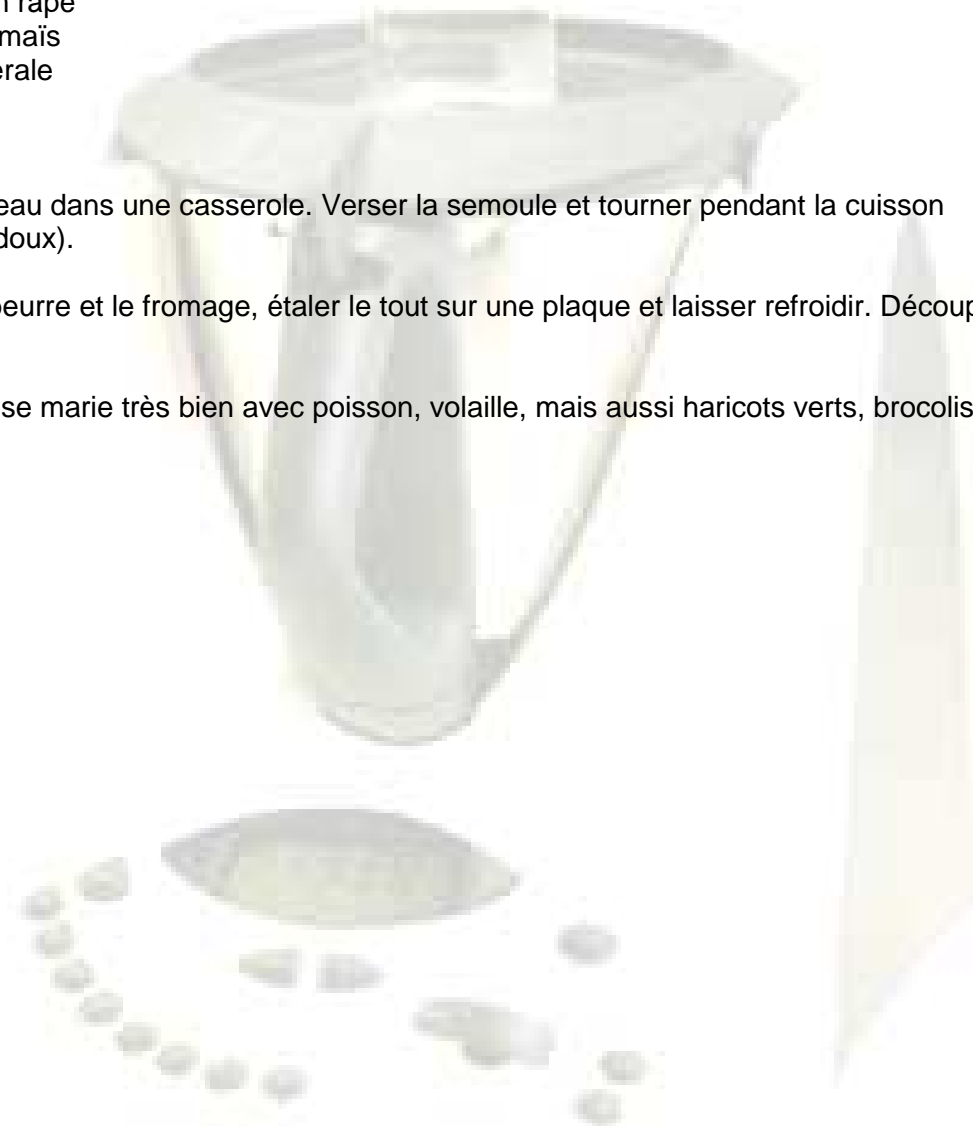 râpé
maïs
eau dans une casserole. Verser la semoule et tourner pendant la cuisson
doux).
beurre et le fromage, étaler le tout sur une plaque et laisser refroidir. Découp
se marie très bien avec poisson, volaille, mais aussi haricots verts, brocolis